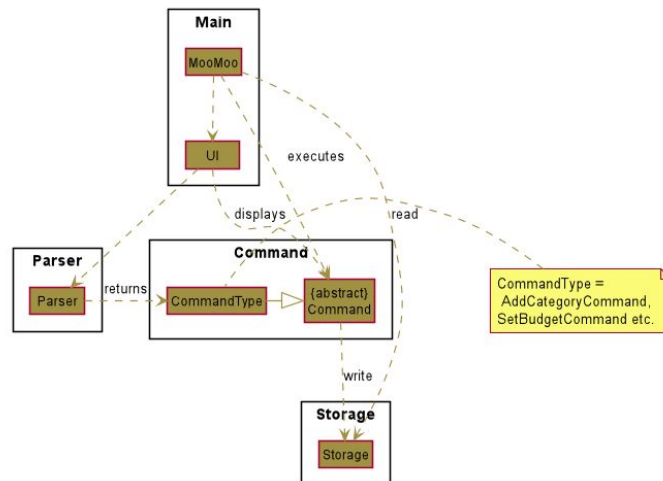 Main
MooMoo
UI
executes
displays
read
Parser
Parser
returns
Command
CommandType
{abstract}
Command
CommandType =
AddCategoryCommand,
SetBudgetCommand etc.
write
Storage
Storage